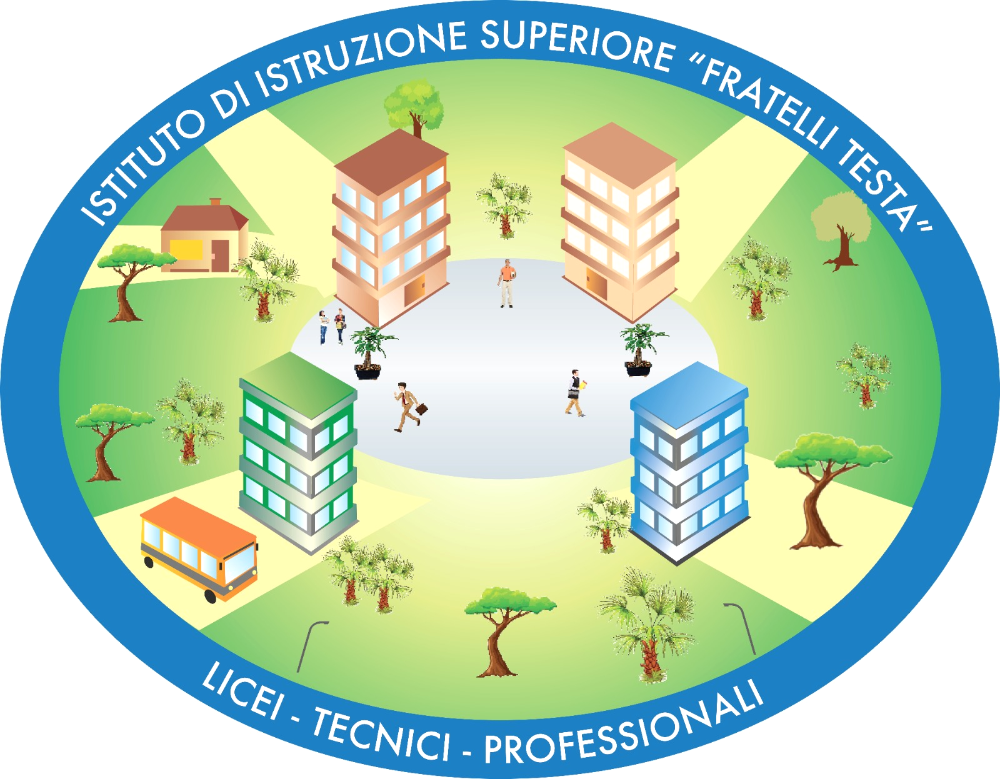 ISTITUTO DI ISTRUZIONE SUPERIORE “FRATELLI TESTA”
LICEI - TECNICI - PROFESSIONALI